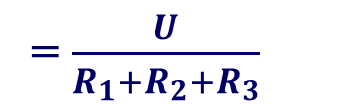 = U / (R₁+R₂+R₃)